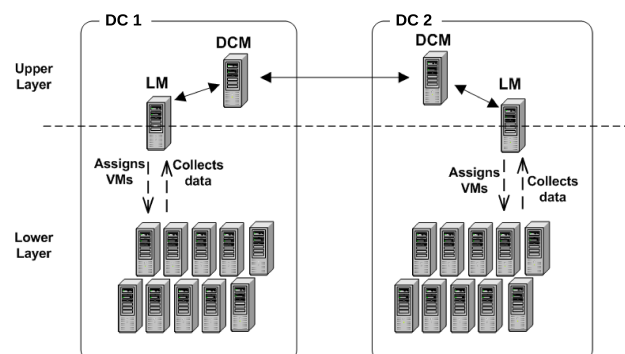 DC 1
DC 2
DCM
DCM
Upper
Layer
LM
LM
Assigns
VMs
Collects
data
Assigns
VMs
Collects
data
Lower
Layer